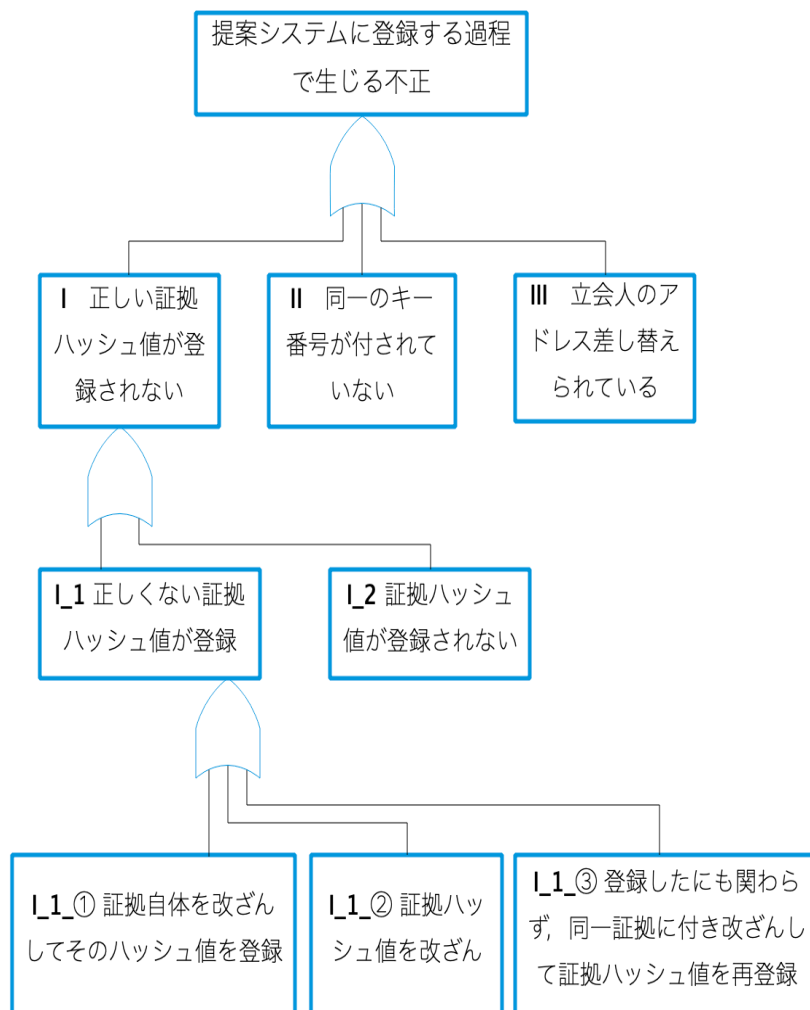 提案システムに登録する過程
で生じる不正
I 正しい証拠
ハッシュ値が登
録されない
II 同一のキー
番号が付されて
いない
III 立会人のア
ドレス差し替え
られている
I_1 正しくない証拠
ハッシュ値が登録
I_2 証拠ハッシュ
値が登録されない
I_1_① 証拠自体を改ざん
してそのハッシュ値を登録
I_1_② 証拠ハッ
シュ値を改ざん
I_1_③ 登録したにも関わら
ず，同一証拠に付き改ざんし
て証拠ハッシュ値を再登録